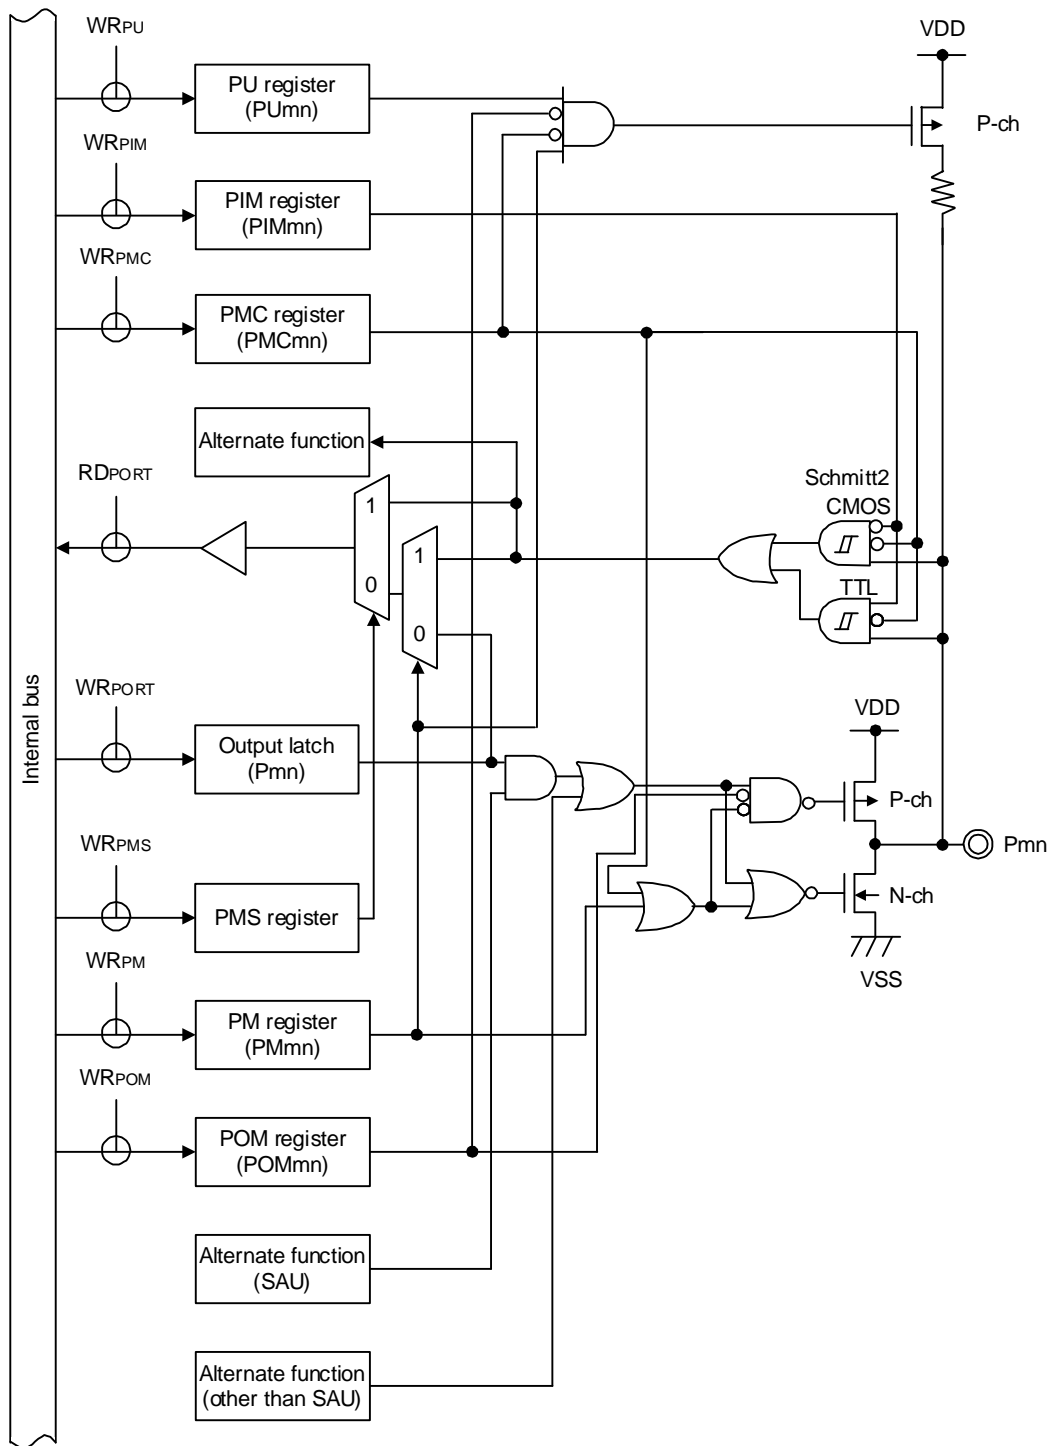 WRPU
VDD
PU register
(PUmn)
P-ch
WRPIM
PIM register
(PIMmn)
WRPMC
PMC register
(PMCmn)
Alternate function
RDPORT
1
0
1
0
Schmitt2
CMOS
TTL
Internal bus
WRPORT
Output latch
(Pmn)
VDD
P-ch
Pmn
N-ch
VSS
WRPMS
PMS register
WRPM
PM register
(PMmn)
WRPOM
POM register
(POMmn)
Alternate function
(SAU)
Alternate function
(other than SAU)